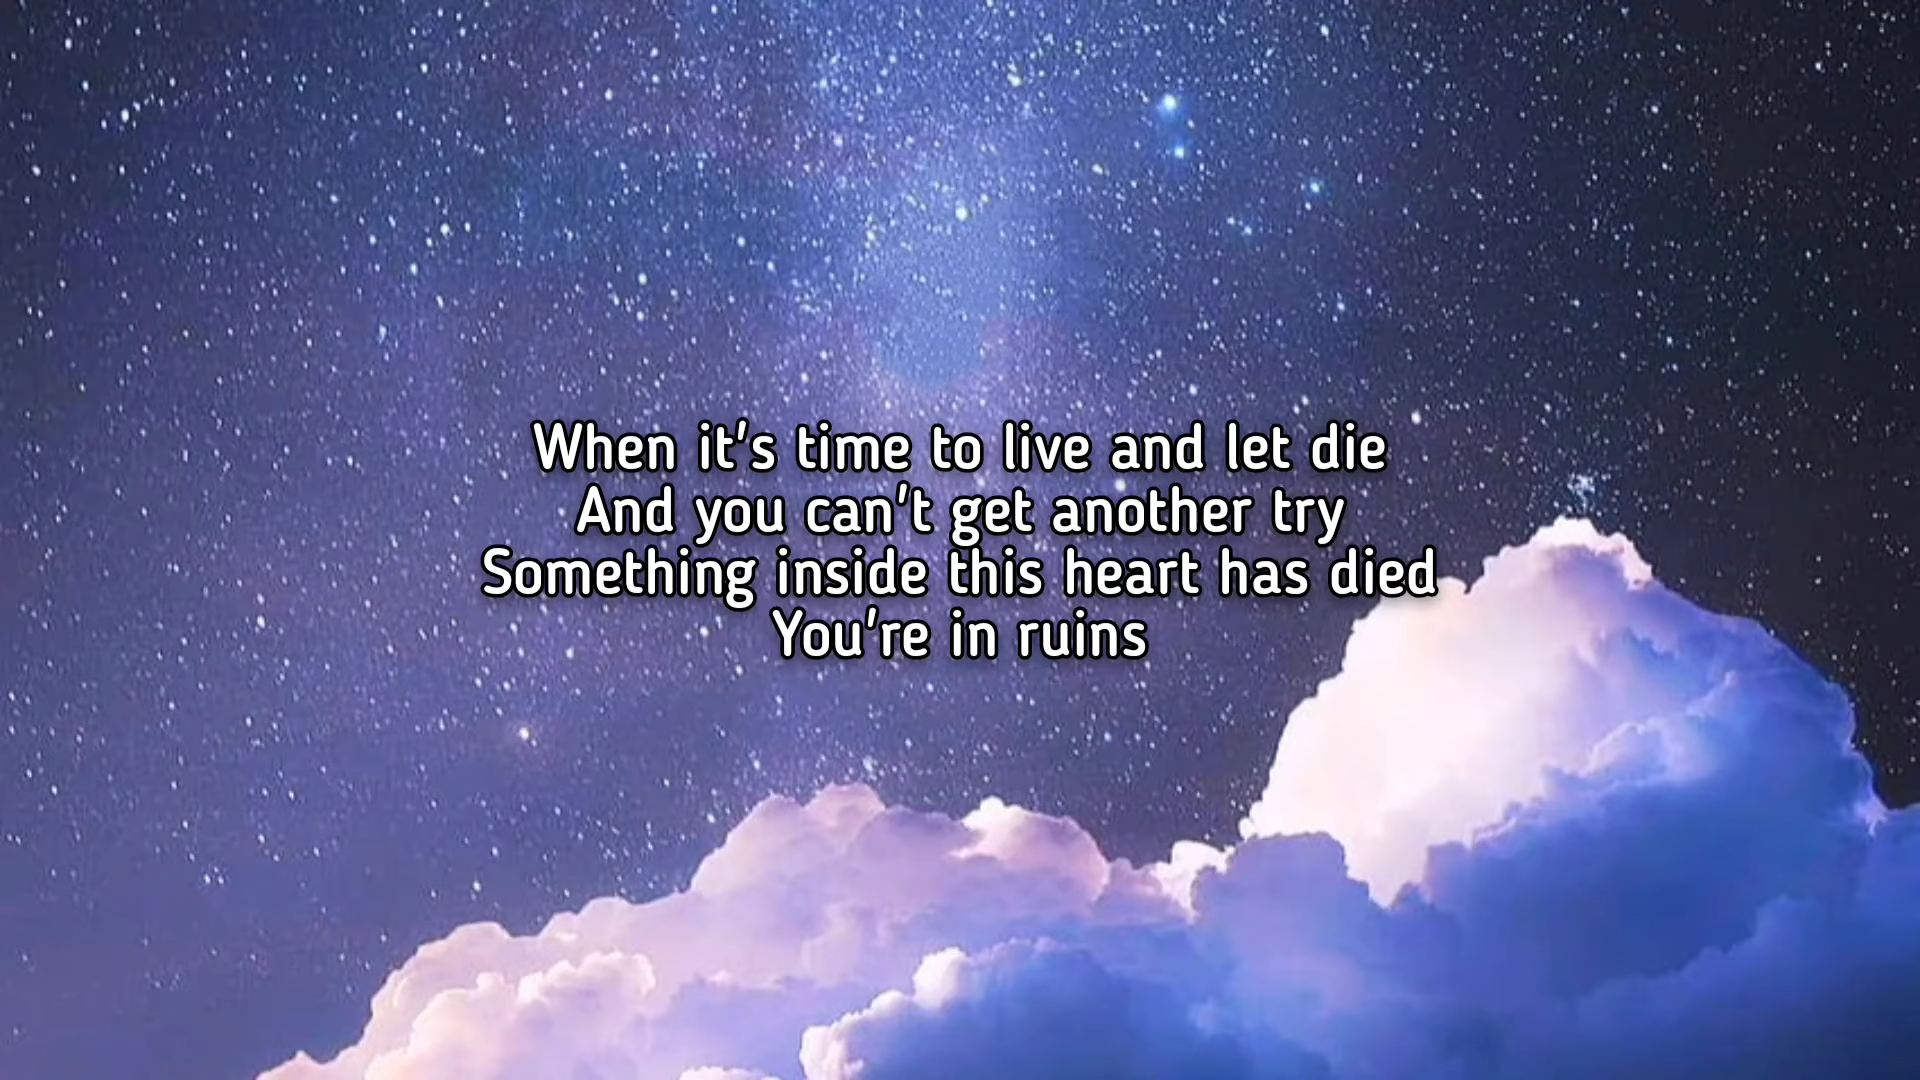 When it's time to live and let die
And you can't get another try
Something inside this heart has died
You're in ruins